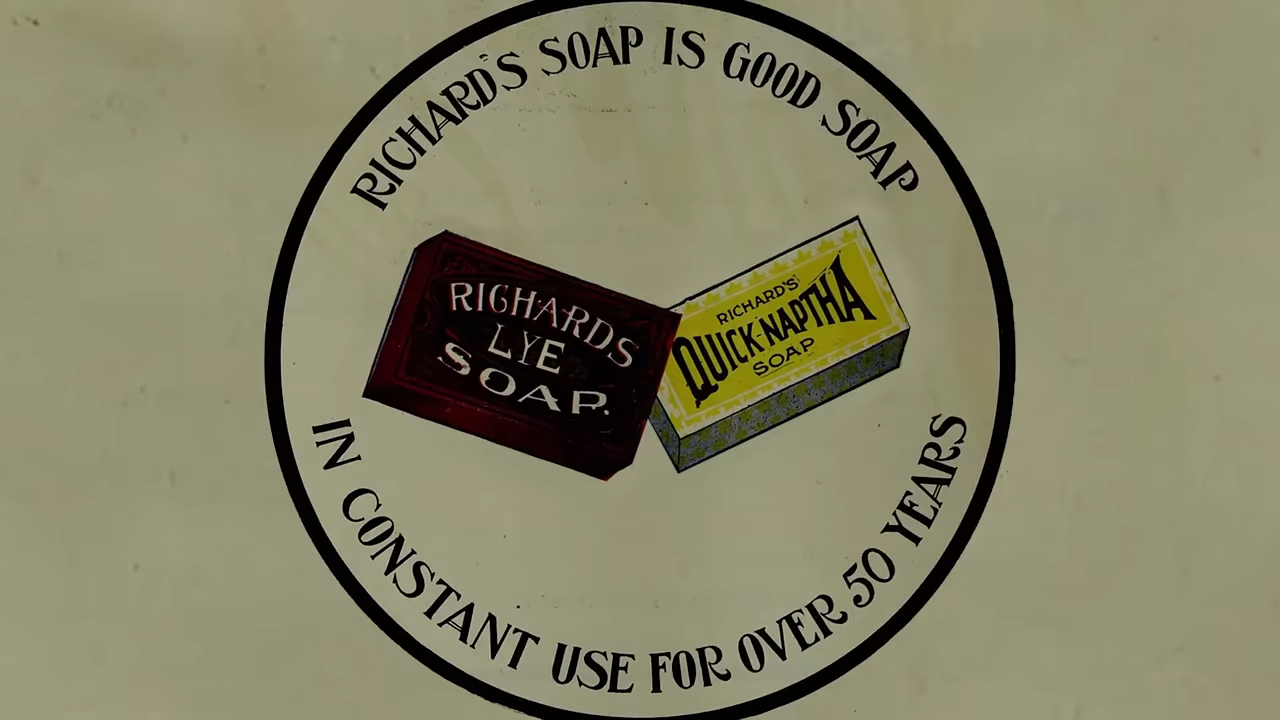 RICHARD'S SOAP IS GOOD SOAP
RICHARDS
LYE
SOAP.
RICHARD'S
QUICK-NAPTHA
SOAP
IN CONSTANT USE FOR OVER 50 YEARS